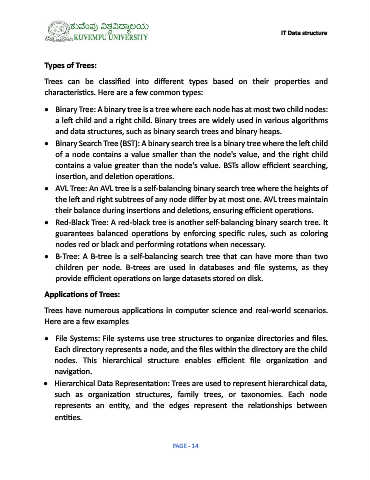 ಕುವೆಂಪು ವಿಶ್ವವಿದ್ಯಾಲಯ
KUVEMPU UNIVERSITY
IT Data structure
Types of Trees:
Trees can be classified into different types based on their properties and
characteristics. Here are a few common types:
• Binary Tree: A binary tree is a tree where each node has at most two child nodes:
a left child and a right child. Binary trees are widely used in various algorithms
and data structures, such as binary search trees and binary heaps.
• Binary Search Tree (BST): A binary search tree is a binary tree where the left child
of a node contains a value smaller than the node's value, and the right child
contains a value greater than the node's value. BSTs allow efficient searching,
insertion, and deletion operations.
• AVL Tree: An AVL tree is a self-balancing binary search tree where the heights of
the left and right subtrees of any node differ by at most one. AVL trees maintain
their balance during insertions and deletions, ensuring efficient operations.
• Red-Black Tree: A red-black tree is another self-balancing binary search tree. It
guarantees balanced operations by enforcing specific rules, such as coloring
nodes red or black and performing rotations when necessary.
• B-Tree: A B-tree is a self-balancing search tree that can have more than two
children per node. B-trees are used in databases and file systems, as they
provide efficient operations on large datasets stored on disk.
Applications of Trees:
Trees have numerous applications in computer science and real-world scenarios.
Here are a few examples
• File Systems: File systems use tree structures to organize directories and files.
Each directory represents a node, and the files within the directory are the child
nodes. This hierarchical structure enables efficient file organization and
navigation.
• Hierarchical Data Representation: Trees are used to represent hierarchical data,
such as organization structures, family trees, or taxonomies. Each node
represents an entity, and the edges represent the relationships between
entities.
PAGE - 14